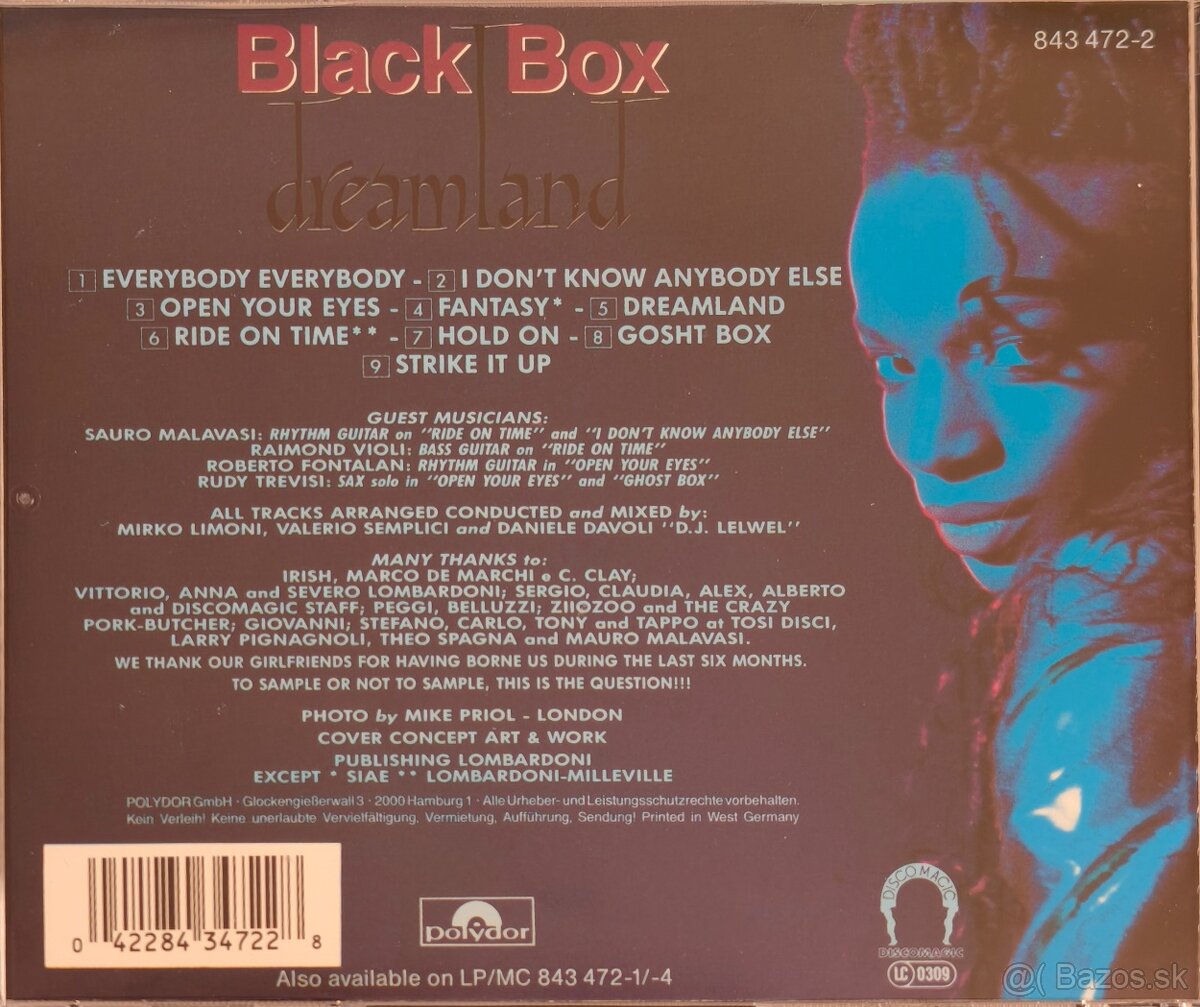 Black Box
843 472-2
dreamland
1 EVERYBODY EVERYBODY - 2 I DON'T KNOW ANYBODY ELSE
3 OPEN YOUR EYES - 4 FANTASY* - 5 DREAMLAND
6 RIDE ON TIME** - 7 HOLD ON - 8 GOSHT BOX
9 STRIKE IT UP
GUEST MUSICIANS:
SAURO MALAVASI: RHYTHM GUITAR on "RIDE ON TIME" and "I DON'T KNOW ANYBODY ELSE"
RAIMOND VIOLI: BASS GUITAR on "RIDE ON TIME"
ROBERTO FONTALAN: RHYTHM GUITAR in "OPEN YOUR EYES"
RUDY TREVISI: SAX solo in "OPEN YOUR EYES" and "GHOST BOX"
ALL TRACKS ARRANGED CONDUCTED and MIXED by:
MIRKO LIMONI, VALERIO SEMPLICI and DANIELE DAVOLI "D.J. LELWEL"
MANY THANKS to:
IRISH, MARCO DE MARCHI e C. CLAY;
VITTORIO, ANNA and SEVERO LOMBARDONI; SERGIO, CLAUDIA, ALEX, ALBERTO
and DISCOMAGIC STAFF; PEGGI, BELLUZZI; ZIIOZOO and THE CRAZY
PORK-BUTCHER; GIOVANNI; STEFANO, CARLO, TONY and TAPPO at TOSI DISCI,
LARRY PIGNAGNOLI, THEO SPAGNA and MAURO MALAVASI.
WE THANK OUR GIRLFRIENDS FOR HAVING BORNE US DURING THE LAST SIX MONTHS.
TO SAMPLE OR NOT TO SAMPLE, THIS IS THE QUESTION!!!
PHOTO by MIKE PRIOL - LONDON
COVER CONCEPT ART & WORK
PUBLISHING LOMBARDONI
EXCEPT * SIAE ** LOMBARDONI-MILLEVILLE
POLYDOR GmbH · Glockengießerwall 3 · 2000 Hamburg 1 · Alle Urheber- und Leistungsschutzrechte vorbehalten.
Kein Verleih! Keine unerlaubte Vervielfältigung, Vermietung, Aufführung, Sendung! Printed in West Germany
0 42284 34722 8
polydor
DISCO MAGIC
DISCOMAGIC
LC 0309
Also available on LP/MC 843 472-1/-4
@( Bazos.sk